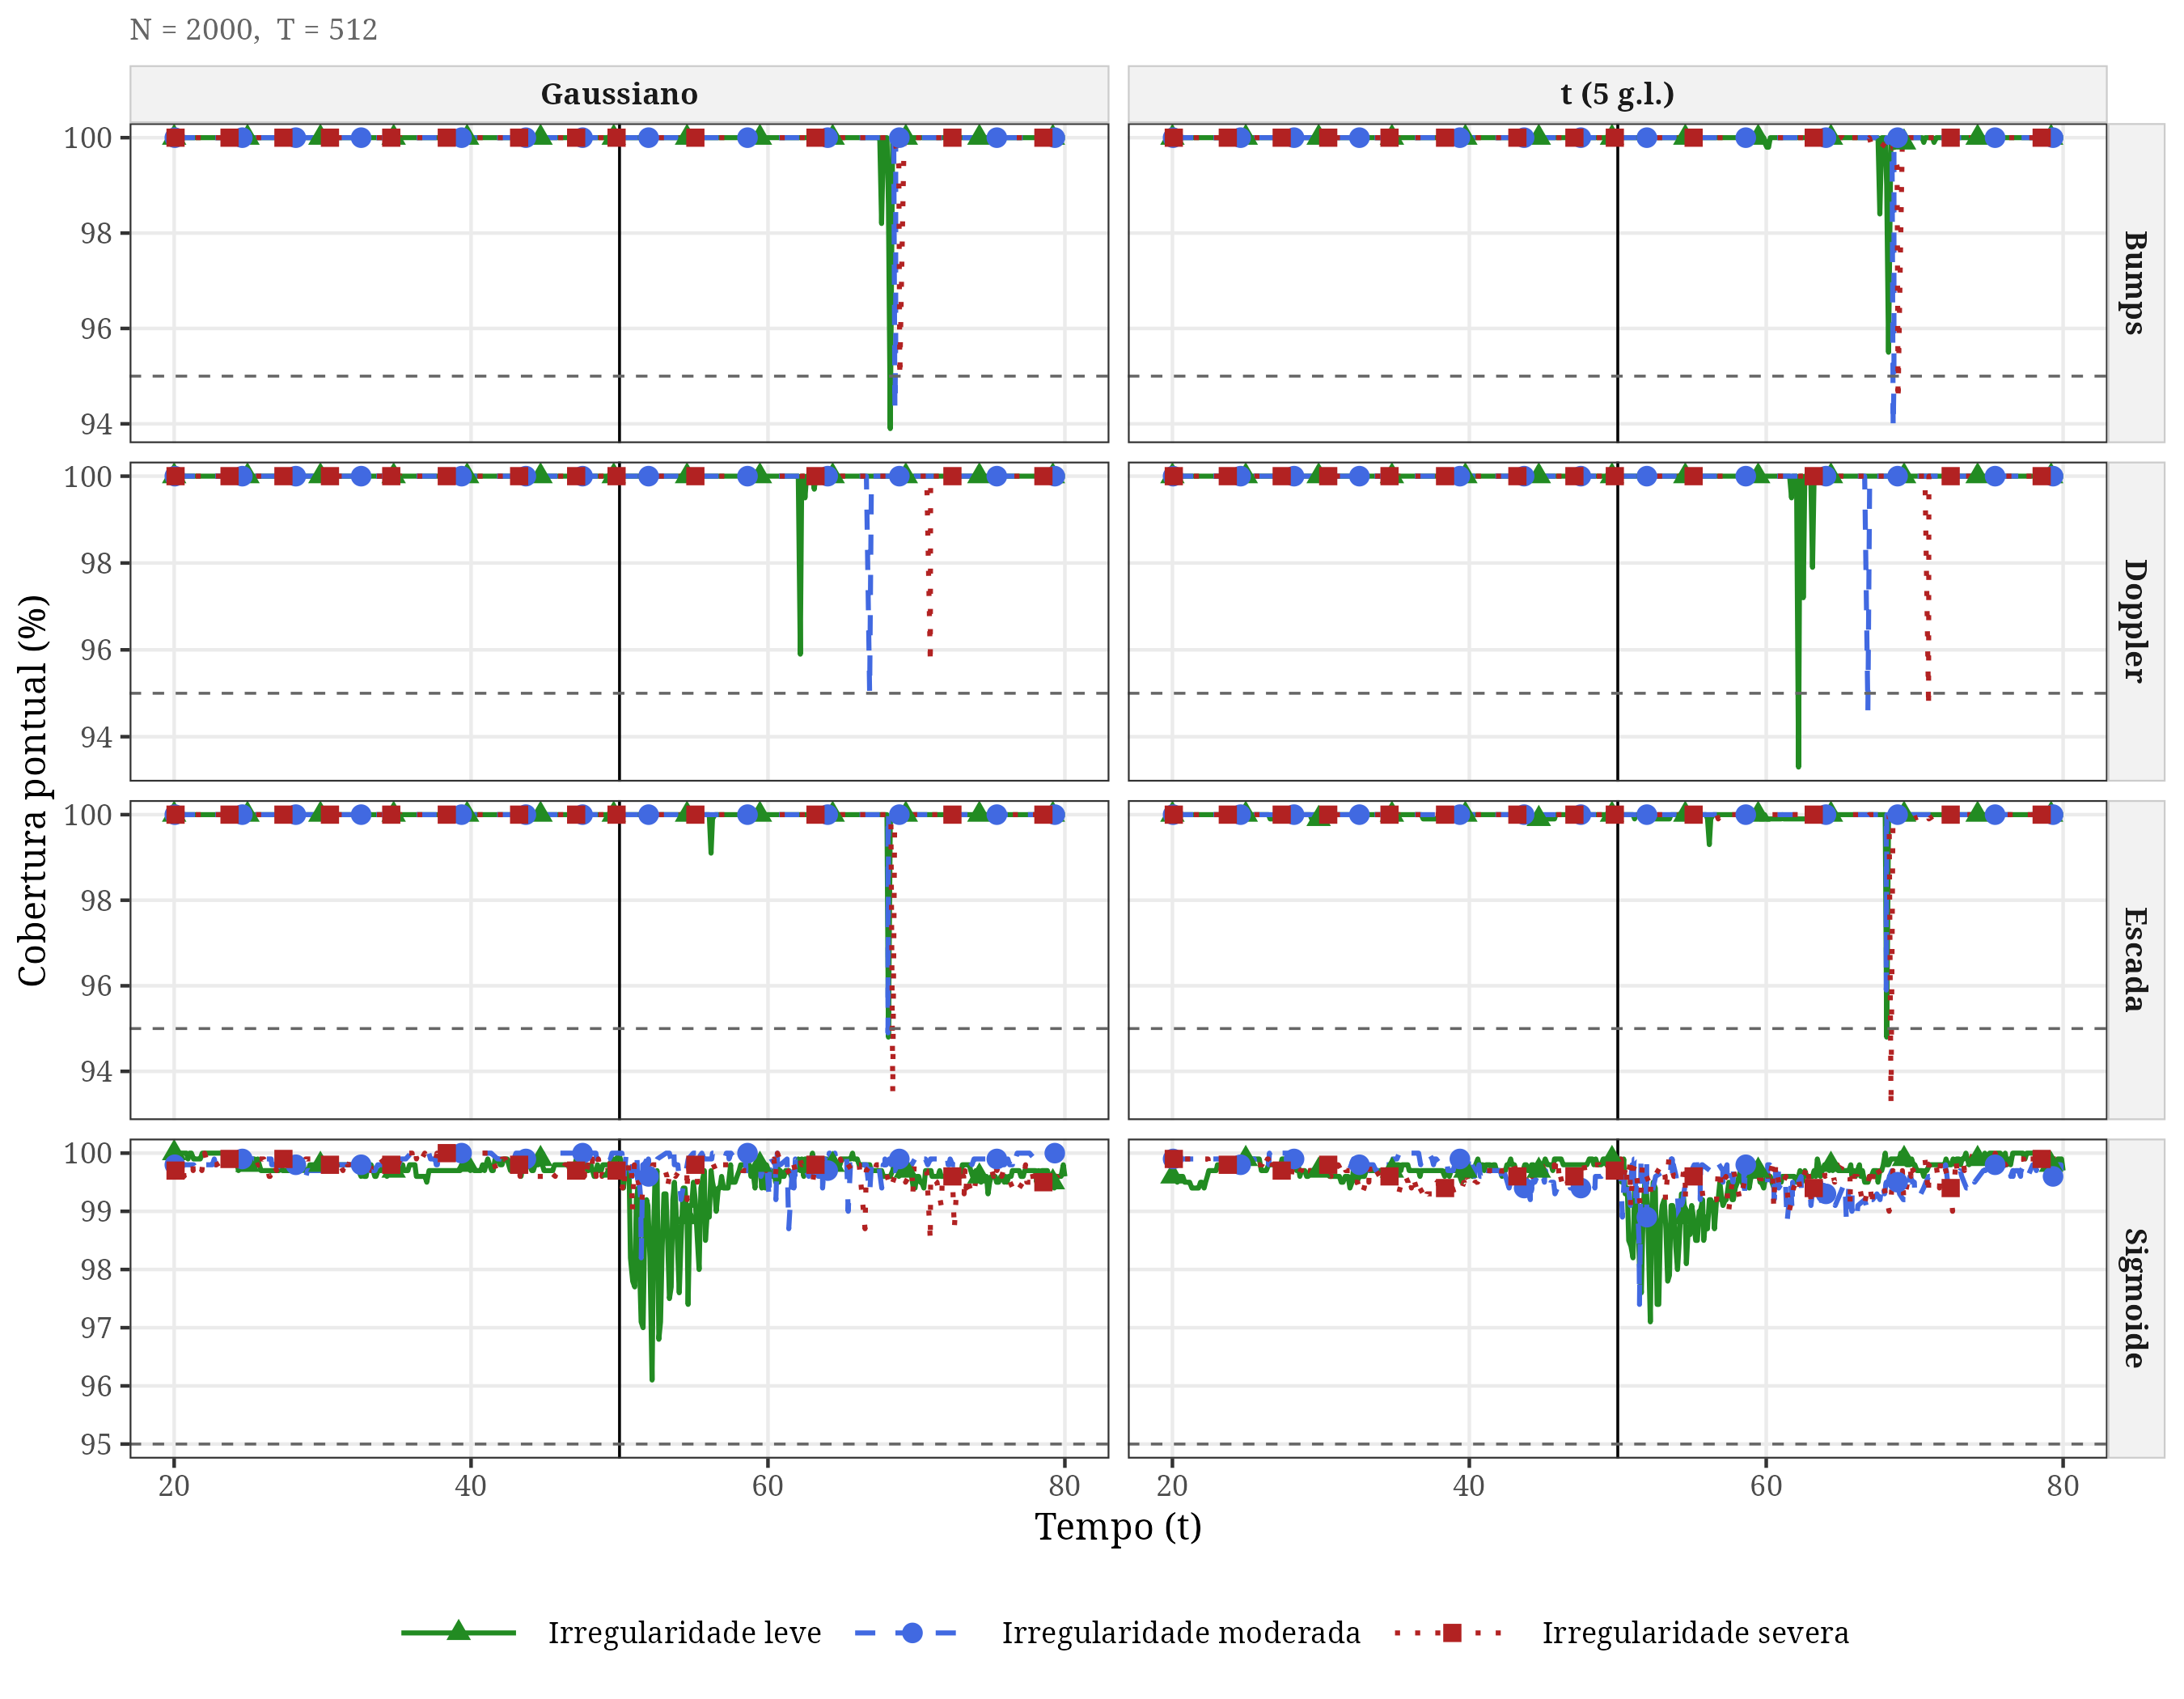 N = 2000, T = 512
Gaussiano
t (5 g.l.)
100
98
96
94
Bumps
100
98
96
94
Doppler
100
98
96
94
Escada
100
99
98
97
96
95
Sigmoide
20 40 60 80
20 40 60 80
Cobertura pontual (%)
Tempo (t)
Irregularidade leve
Irregularidade moderada
Irregularidade severa